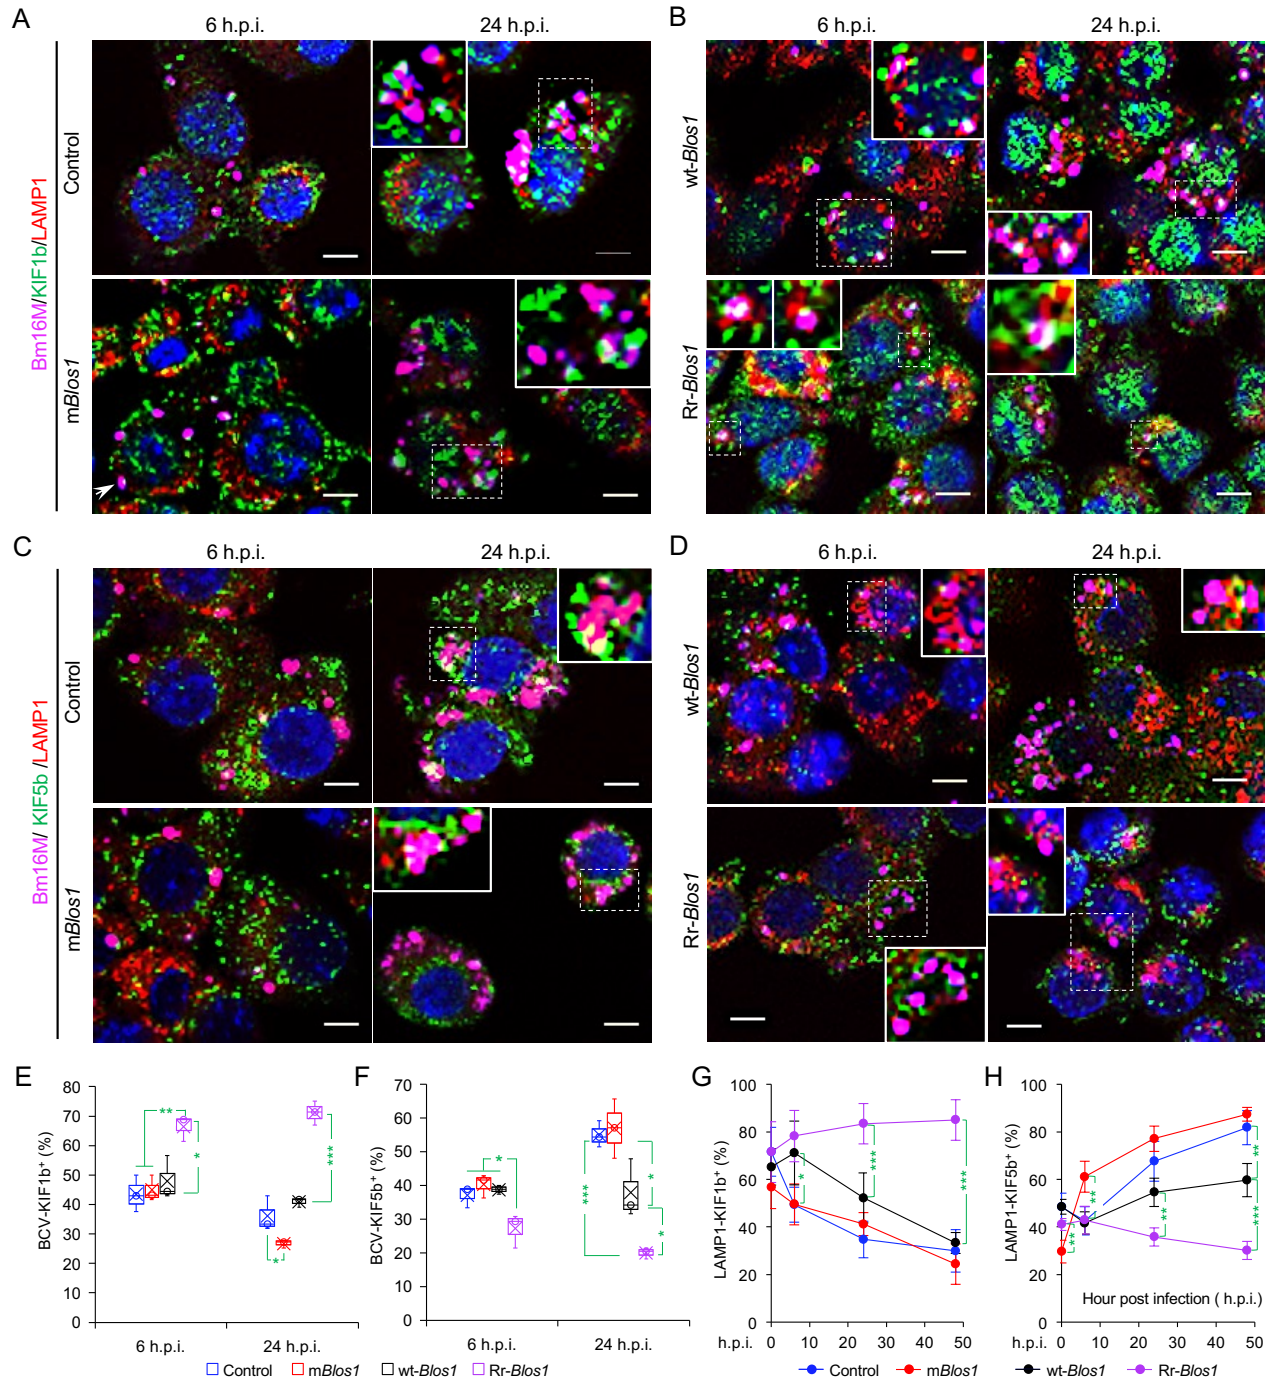 A
6 h.p.i.
24 h.p.i.
B
6 h.p.i.
24 h.p.i.
Bm16M/KIF1b/LAMP1
Control
mBlos1
wt-Blos1
Rr-Blos1
C
6 h.p.i.
24 h.p.i.
D
6 h.p.i.
24 h.p.i.
Bm16M/ KIF5b /LAMP1
Control
mBlos1
wt-Blos1
Rr-Blos1
E
BCV-KIF1b⁺ (%)
80
70
60
50
40
30
20
10
0
**
*
*
***
6 h.p.i.
24 h.p.i.
F
BCV-KIF5b⁺ (%)
70
60
50
40
30
20
10
0
*
***
*
*
6 h.p.i.
24 h.p.i.
Control
mBlos1
wt-Blos1
Rr-Blos1
G
LAMP1-KIF1b⁺ (%)
100
80
60
40
20
0
*
***
***
h.p.i.
0
10
20
30
40
50
H
LAMP1-KIF5b⁺ (%)
100
80
60
40
20
0
**
**
**
**
***
Hour post infection ( h.p.i.)
h.p.i.
0
10
20
30
40
50
Control
mBlos1
wt-Blos1
Rr-Blos1